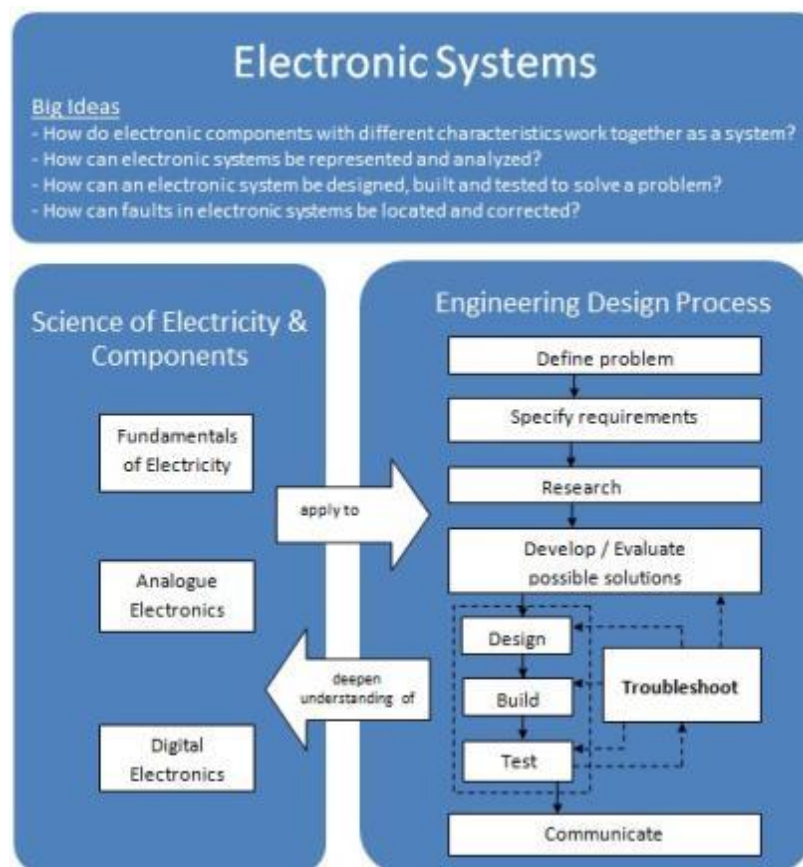 Electronic Systems
Big Ideas
- How do electronic components with different characteristics work together as a system?
- How can electronic systems be represented and analyzed?
- How can an electronic system be designed, built and tested to solve a problem?
- How can faults in electronic systems be located and corrected?
Science of Electricity &
Components
Fundamentals
of Electricity
Analogue
Electronics
Digital
Electronics
apply to
deepen
understanding of
Engineering Design Process
Define problem
Specify requirements
Research
Develop / Evaluate
possible solutions
Design
Build
Test
Troubleshoot
Communicate